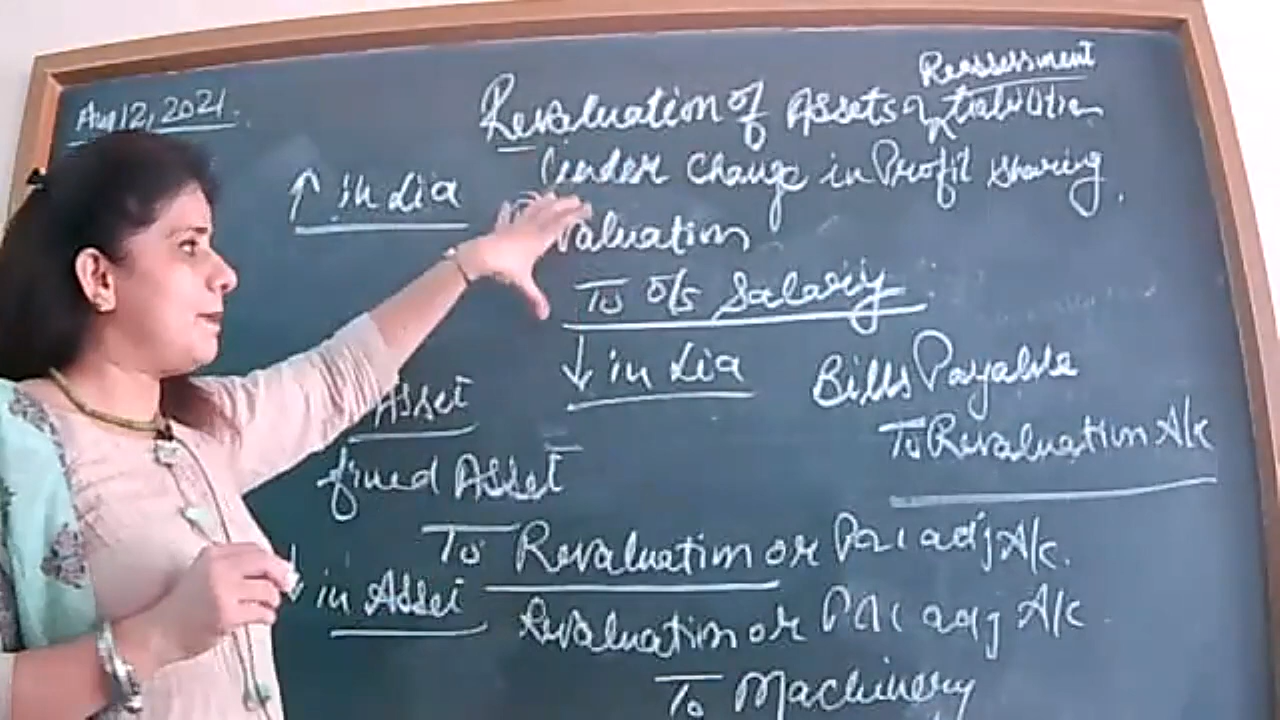 Aug 12, 2021.
Reassessment
Revaluation of Assets & Liabilities
Under Change in Profit sharing.
↑ in Lia
valuation
To o/s Salary
↓ in Lia
Bills Payable
To Revaluation A/c
Asset
fixed Asset
To Revaluation or P&L adj A/c.
↓ in Asset
Revaluation or P&L adj A/c.
To Machinery